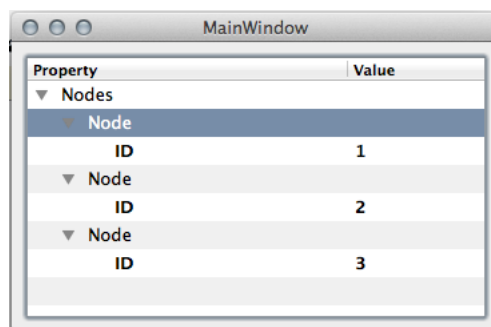 MainWindow
Property Value
Nodes
Node
ID 1
Node
ID 2
Node
ID 3